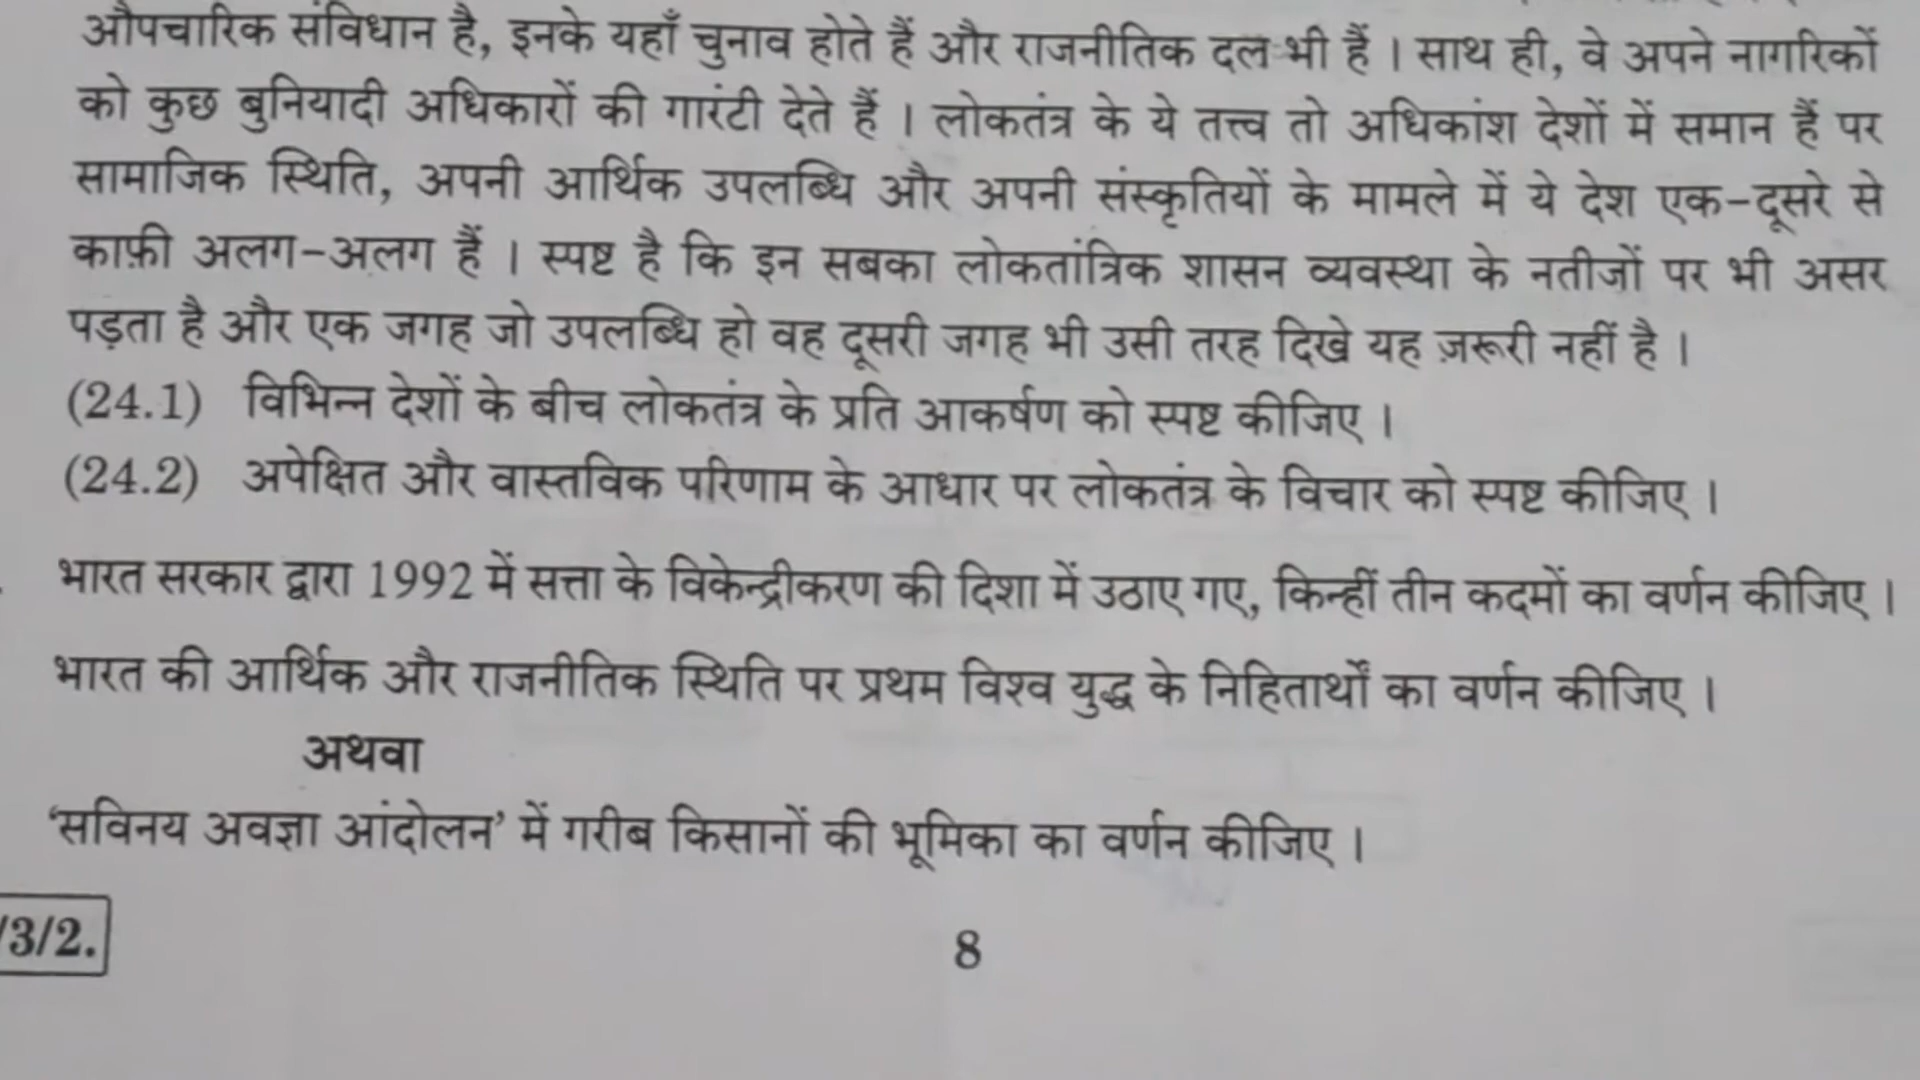 औपचारिक संविधान है, इनके यहाँ चुनाव होते हैं और राजनीतिक दल भी हैं । साथ ही, वे अपने नागरिकों
को कुछ बुनियादी अधिकारों की गारंटी देते हैं । लोकतंत्र के ये तत्त्व तो अधिकांश देशों में समान हैं पर
सामाजिक स्थिति, अपनी आर्थिक उपलब्धि और अपनी संस्कृतियों के मामले में ये देश एक-दूसरे से
काफ़ी अलग-अलग हैं । स्पष्ट है कि इन सबका लोकतांत्रिक शासन व्यवस्था के नतीजों पर भी असर
पड़ता है और एक जगह जो उपलब्धि हो वह दूसरी जगह भी उसी तरह दिखे यह ज़रूरी नहीं है ।
(24.1) विभिन्न देशों के बीच लोकतंत्र के प्रति आकर्षण को स्पष्ट कीजिए ।
(24.2) अपेक्षित और वास्तविक परिणाम के आधार पर लोकतंत्र के विचार को स्पष्ट कीजिए ।
भारत सरकार द्वारा 1992 में सत्ता के विकेन्द्रीकरण की दिशा में उठाए गए, किन्हीं तीन कदमों का वर्णन कीजिए ।
भारत की आर्थिक और राजनीतिक स्थिति पर प्रथम विश्व युद्ध के निहितार्थों का वर्णन कीजिए ।
अथवा
‘सविनय अवज्ञा आंदोलन’ में गरीब किसानों की भूमिका का वर्णन कीजिए ।
/3/2.
8